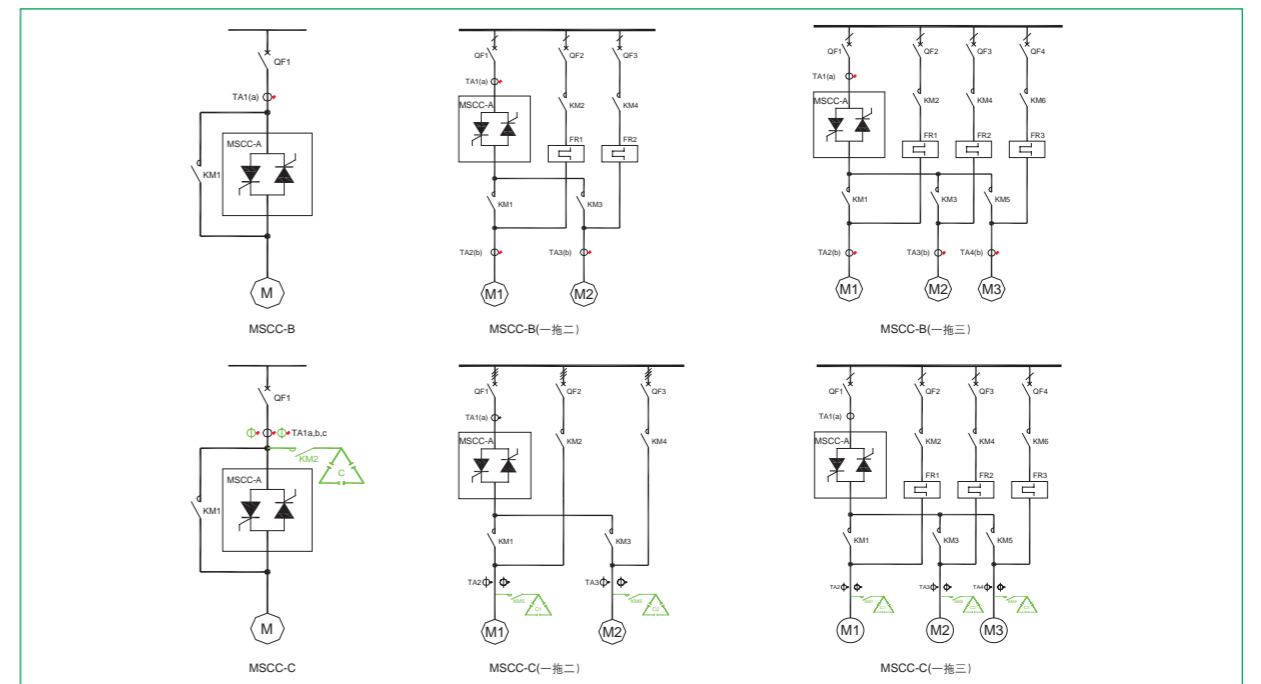 QF1
TA1(a)
MSCC-A
KM1
M
MSCC-B
QF1
QF2
QF3
TA1(a)
MSCC-A
KM2
KM4
FR1
FR2
KM1
KM3
TA2(b)
TA3(b)
M1
M2
MSCC-B(一拖二)
QF1
QF2
QF3
QF4
TA1(a)
MSCC-A
KM2
KM4
KM6
FR1
FR2
FR3
KM1
KM3
KM5
TA2(b)
TA3(b)
TA4(b)
M1
M2
M3
MSCC-B(一拖三)
QF1
TA1a,b,c
KM2
C
MSCC-A
KM1
M
MSCC-C
QF1
QF2
QF3
TA1(a)
MSCC-A
KM2
KM4
KM1
KM3
TA2
TA3
C1
C2
M1
M2
MSCC-C(一拖二)
QF1
QF2
QF3
QF4
TA1(a)
MSCC-A
KM2
KM4
KM6
FR1
FR2
FR3
KM1
KM3
KM5
TA2
TA3
TA4
M1
M2
M3
MSCC-C(一拖三)